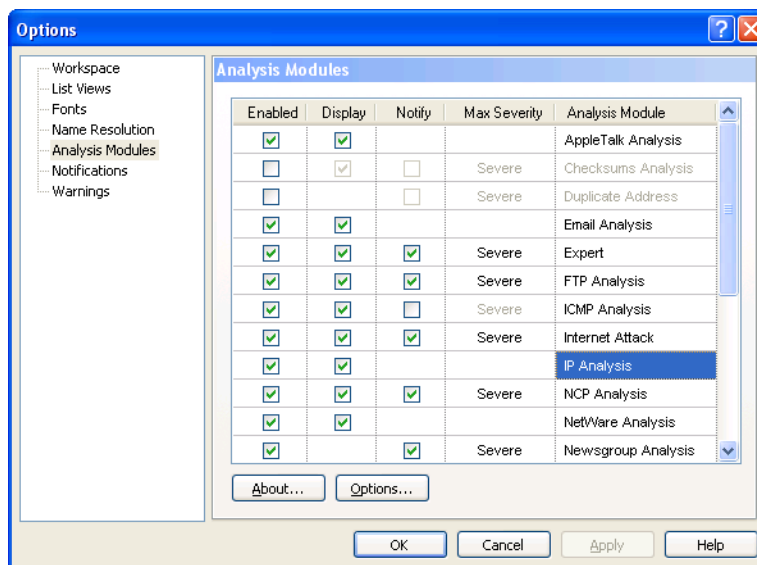 Options
Workspace
List Views
Fonts
Name Resolution
Analysis Modules
Notifications
Warnings
Analysis Modules
Enabled Display Notify Max Severity Analysis Module
AppleTalk Analysis
Severe Checksums Analysis
Severe Duplicate Address
Email Analysis
Severe Expert
Severe FTP Analysis
Severe ICMP Analysis
Severe Internet Attack
IP Analysis
Severe NCP Analysis
NetWare Analysis
Severe Newsgroup Analysis
About... Options...
OK Cancel Apply Help